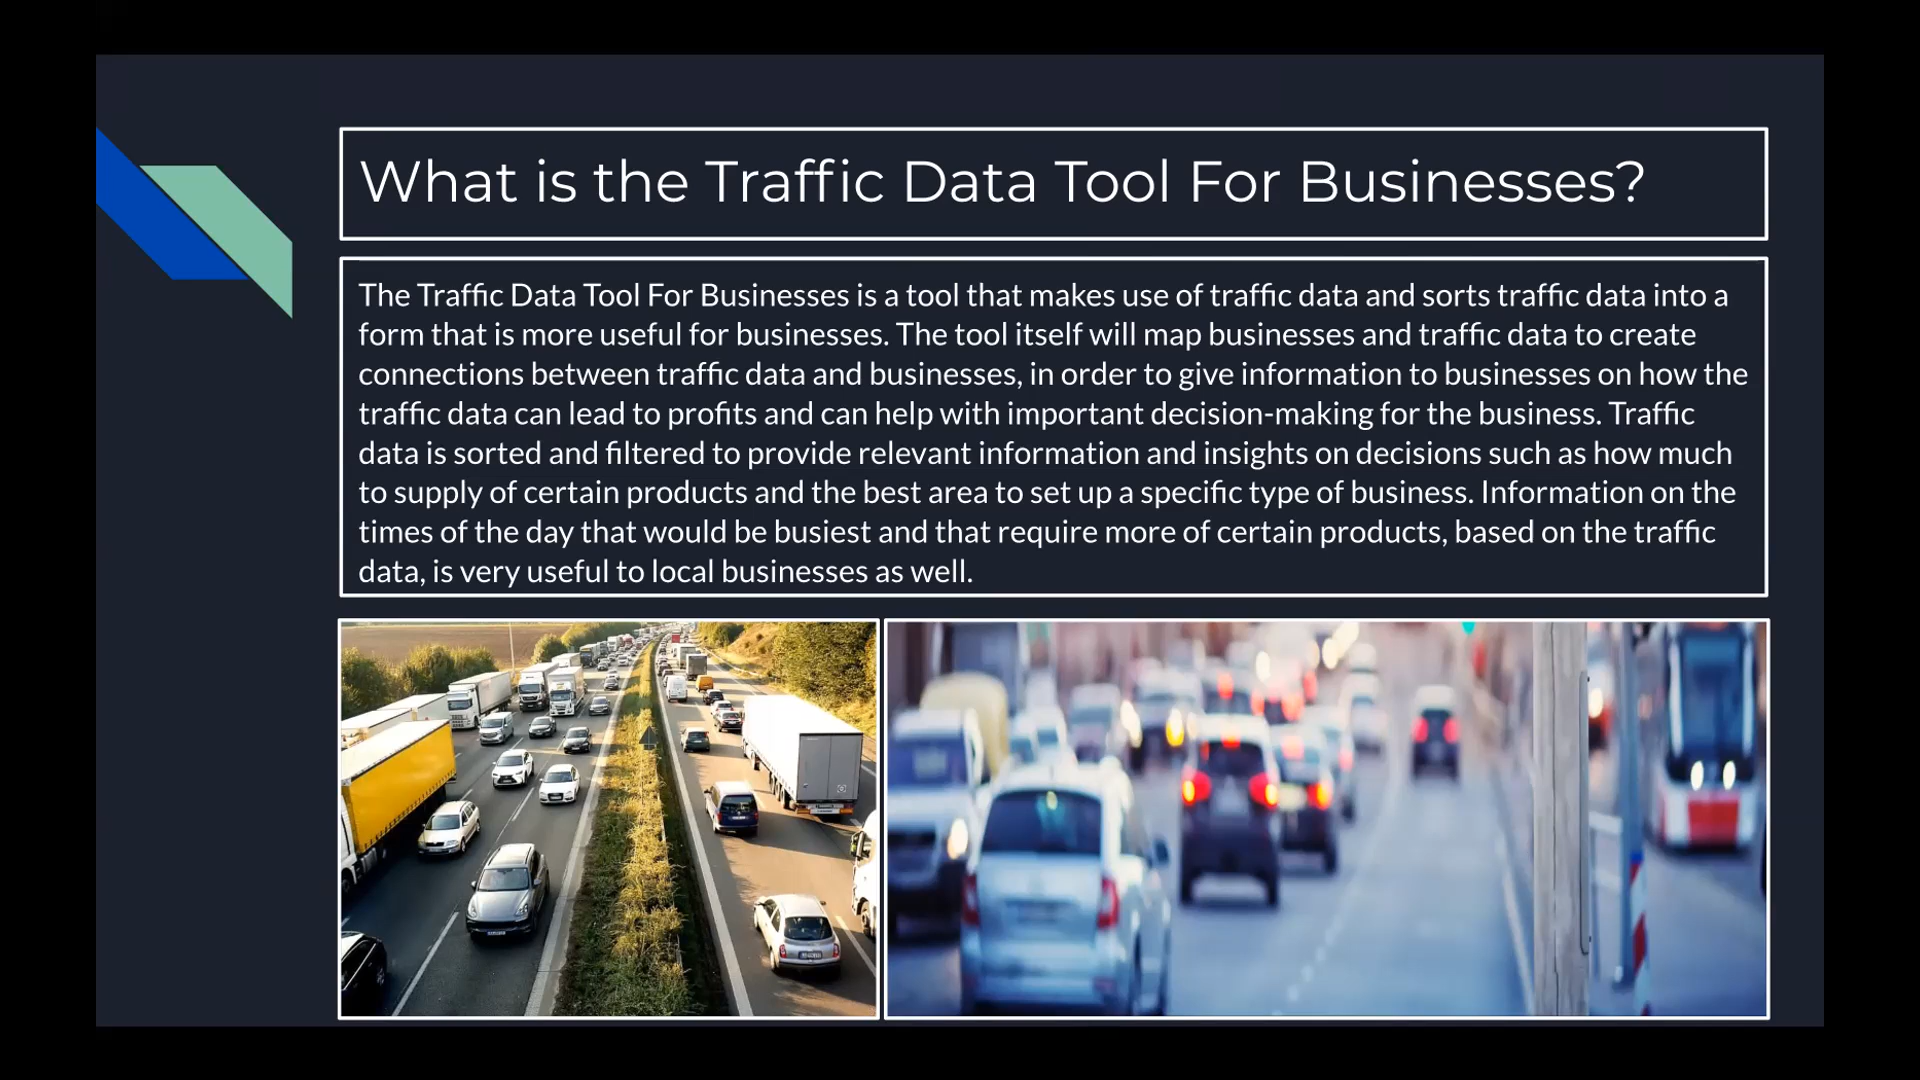 What is the Traffic Data Tool For Businesses?
The Traffic Data Tool For Businesses is a tool that makes use of traffic data and sorts traffic data into a
form that is more useful for businesses. The tool itself will map businesses and traffic data to create
connections between traffic data and businesses, in order to give information to businesses on how the
traffic data can lead to profits and can help with important decision-making for the business. Traffic
data is sorted and filtered to provide relevant information and insights on decisions such as how much
to supply of certain products and the best area to set up a specific type of business. Information on the
times of the day that would be busiest and that require more of certain products, based on the traffic
data, is very useful to local businesses as well.